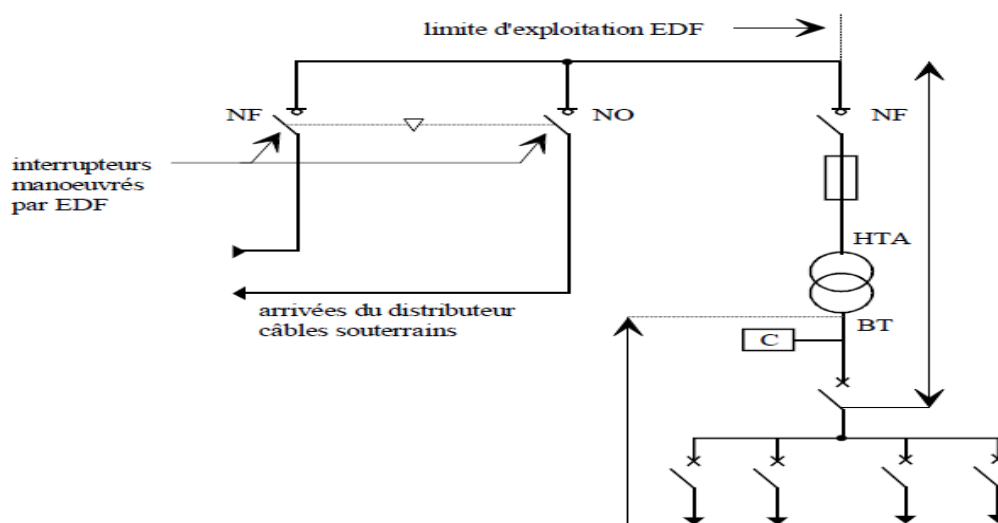 limite d'exploitation EDF
NF
NO
NF
interrupteurs
manoeuvrés
par EDF
HTA
arrivées du distributeur
câbles souterrains
BT
C